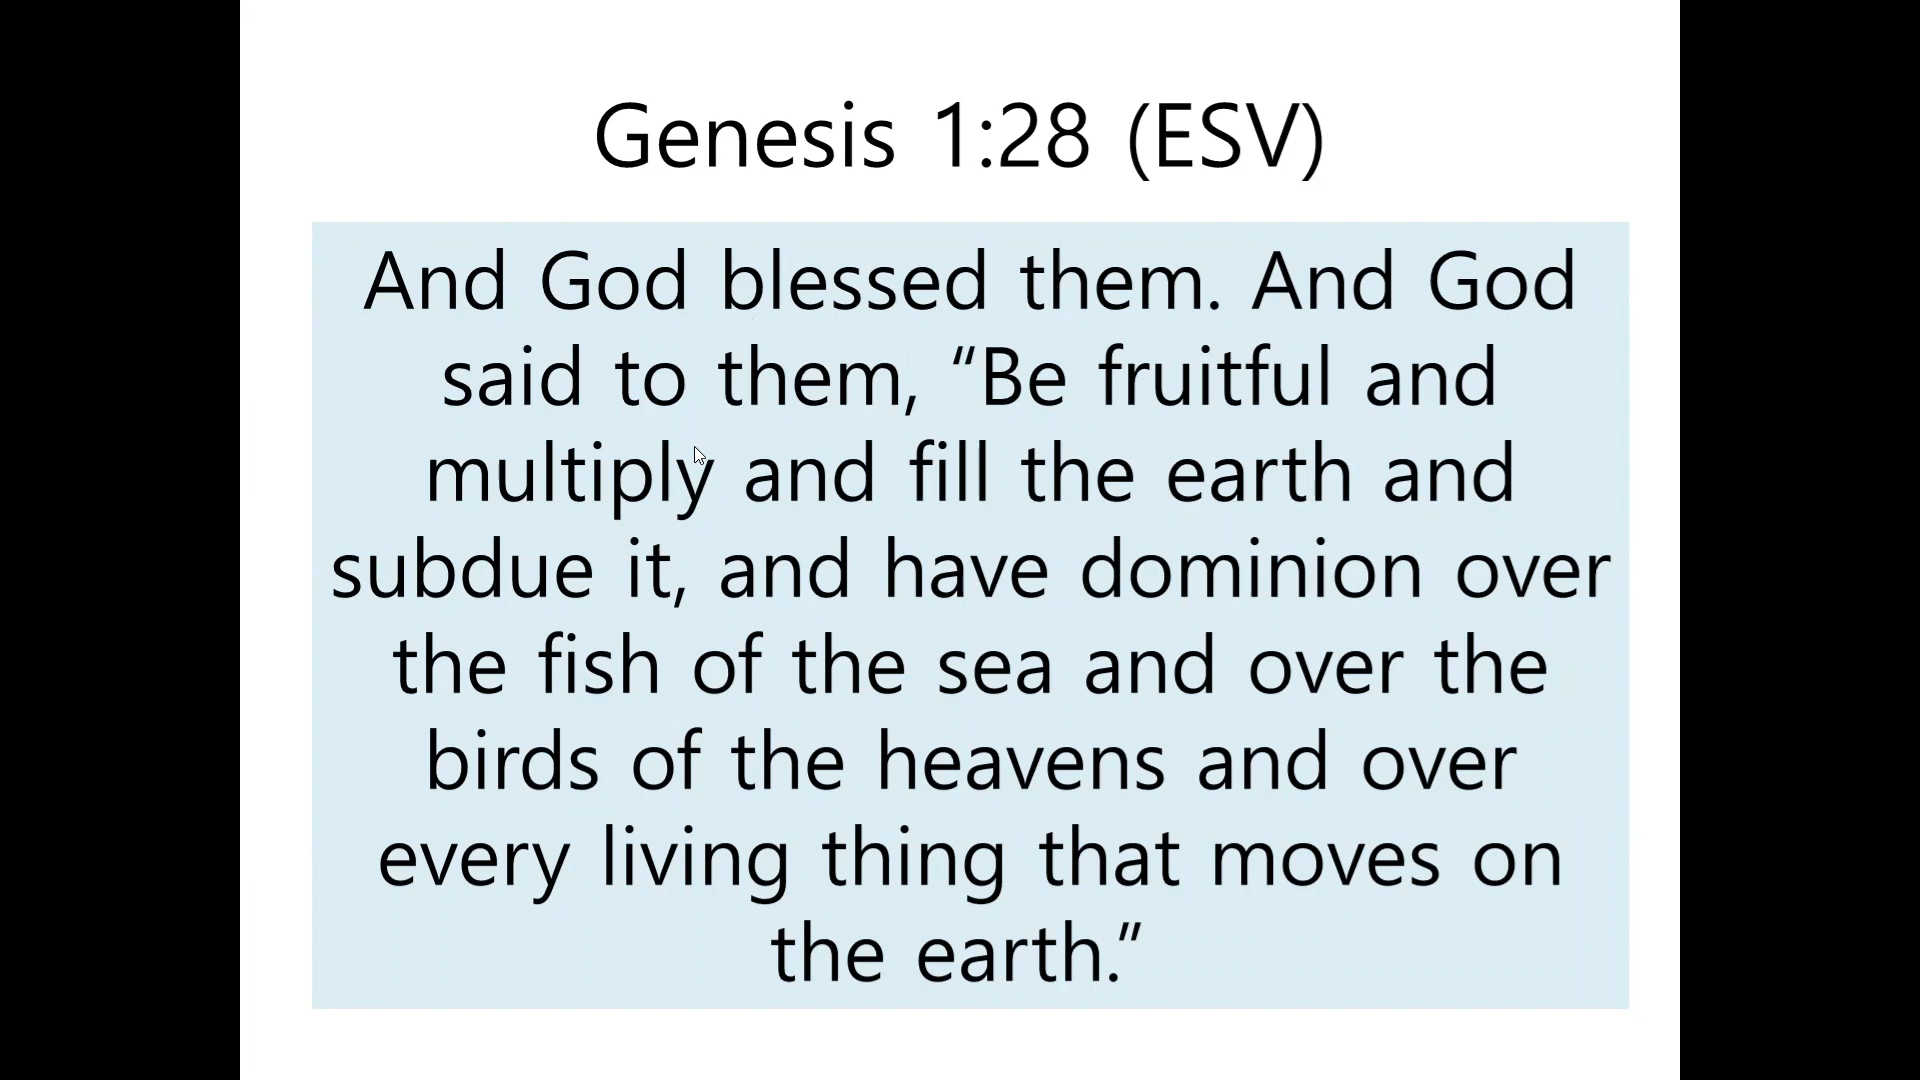 Genesis 1:28 (ESV)
And God blessed them. And God
said to them, “Be fruitful and
multiply and fill the earth and
subdue it, and have dominion over
the fish of the sea and over the
birds of the heavens and over
every living thing that moves on
the earth.”